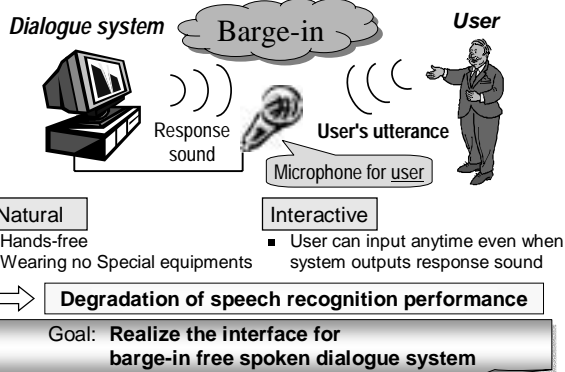 Dialogue system
Barge-in
User
Response
sound
User's utterance
Microphone for user
Natural
Hands-free
Wearing no Special equipments
Interactive
▪ User can input anytime even when
system outputs response sound
Degradation of speech recognition performance
Goal: Realize the interface for
barge-in free spoken dialogue system